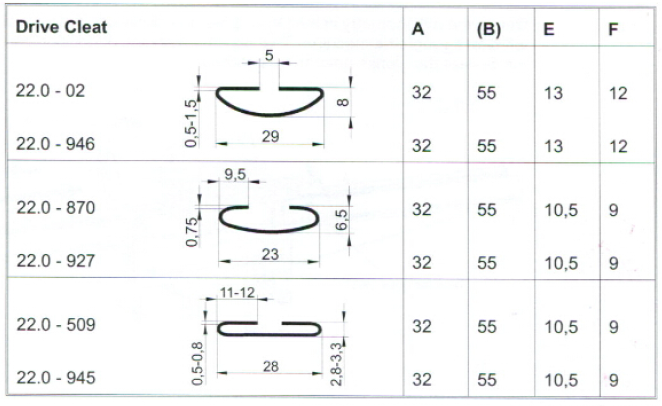 Drive Cleat A (B) E F
5
22.0 - 02 0,5-1,5 8 32 55 13 12
29
22.0 - 946 32 55 13 12
9,5
22.0 - 870 0,75 6,5 32 55 10,5 9
23
22.0 - 927 32 55 10,5 9
11-12
22.0 - 509 0,5-0,8 2,8-3,3 32 55 10,5 9
28
22.0 - 945 32 55 10,5 9